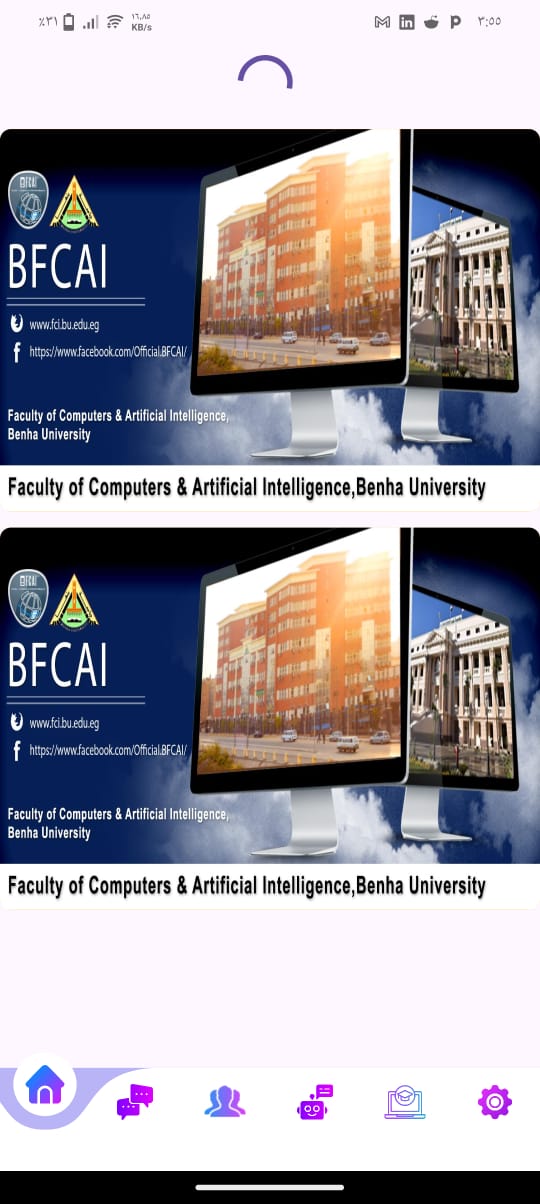 ٪٣١ ١٦,٨٥ KB/s ٣:٥٥
BFCAI
BFCAI
www.fci.bu.edu.eg
https://www.facebook.com/Official.BFCAI/
Faculty of Computers & Artificial Intelligence,
Benha University
Faculty of Computers & Artificial Intelligence,Benha University
BFCAI
BFCAI
www.fci.bu.edu.eg
https://www.facebook.com/Official.BFCAI/
Faculty of Computers & Artificial Intelligence,
Benha University
Faculty of Computers & Artificial Intelligence,Benha University